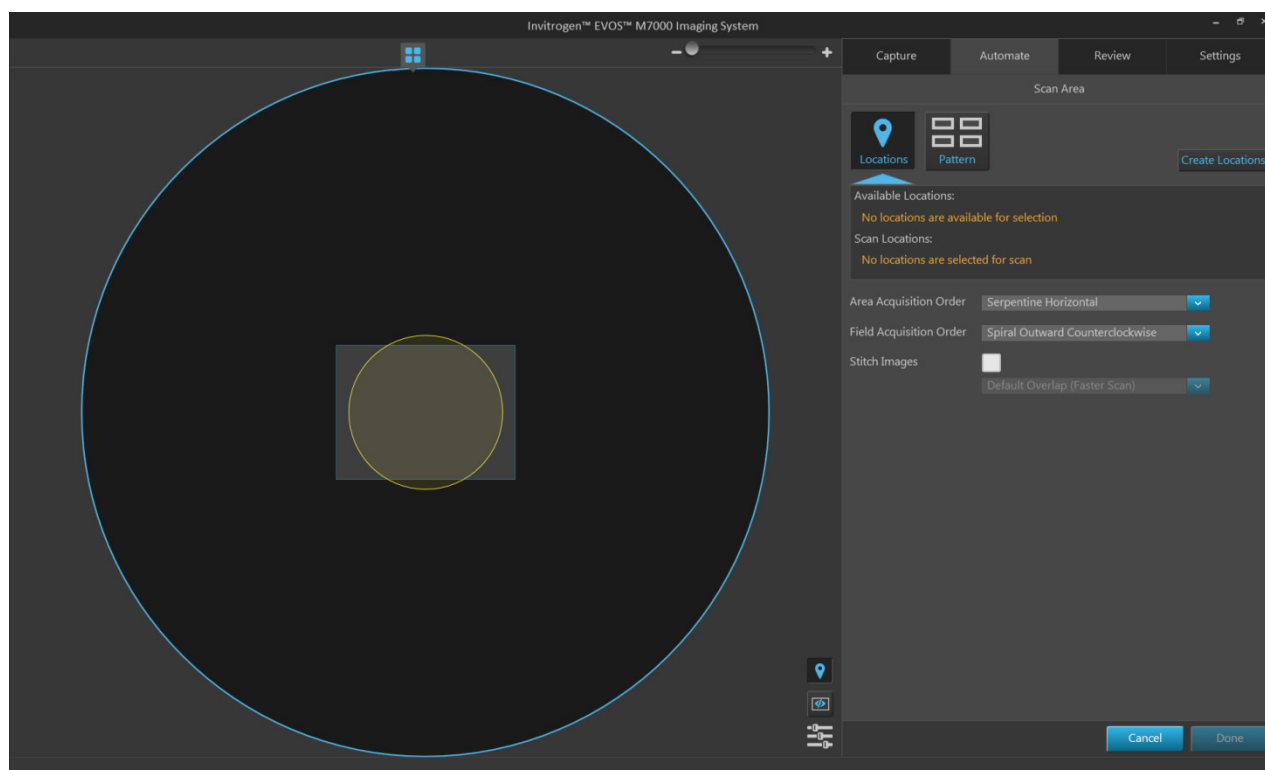 Invitrogen™ EVOS™ M7000 Imaging System
Capture Automate Review Settings
Scan Area
Locations Pattern
Create Locations
Available Locations:
No locations are available for selection
Scan Locations:
No locations are selected for scan
Area Acquisition Order Serpentine Horizontal
Field Acquisition Order Spiral Outward Counterclockwise
Stitch Images
Default Overlap (Faster Scan)
Cancel Done